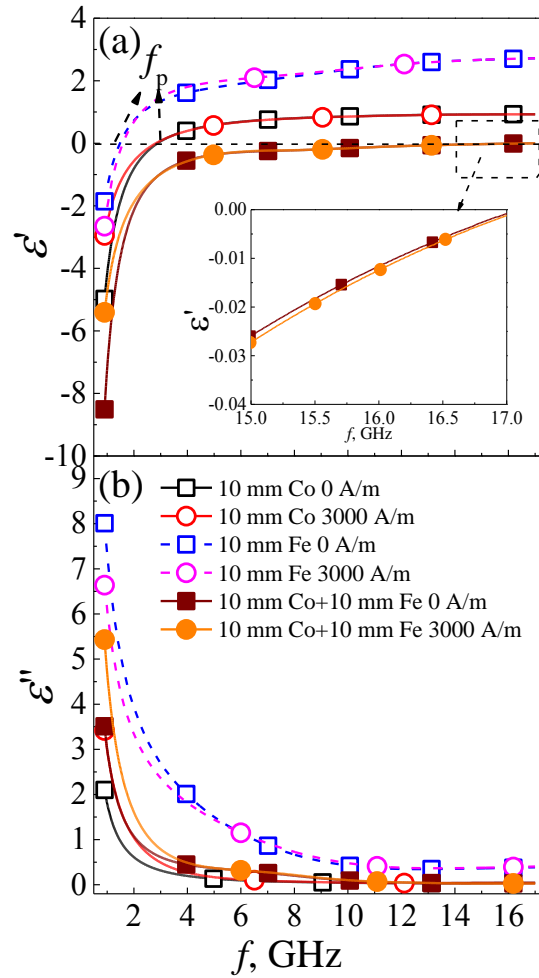 (a)
f
p
4
2
0
-2
-4
-6
-8
-10
ε'
0.00
-0.01
-0.02
-0.03
-0.04
ε'
15.0 15.5 16.0 16.5 17.0
f, GHz
(b)
9
8
7
6
5
4
3
2
1
0
ε''
10 mm Co 0 A/m
10 mm Co 3000 A/m
10 mm Fe 0 A/m
10 mm Fe 3000 A/m
10 mm Co+10 mm Fe 0 A/m
10 mm Co+10 mm Fe 3000 A/m
2 4 6 8 10 12 14 16
f, GHz